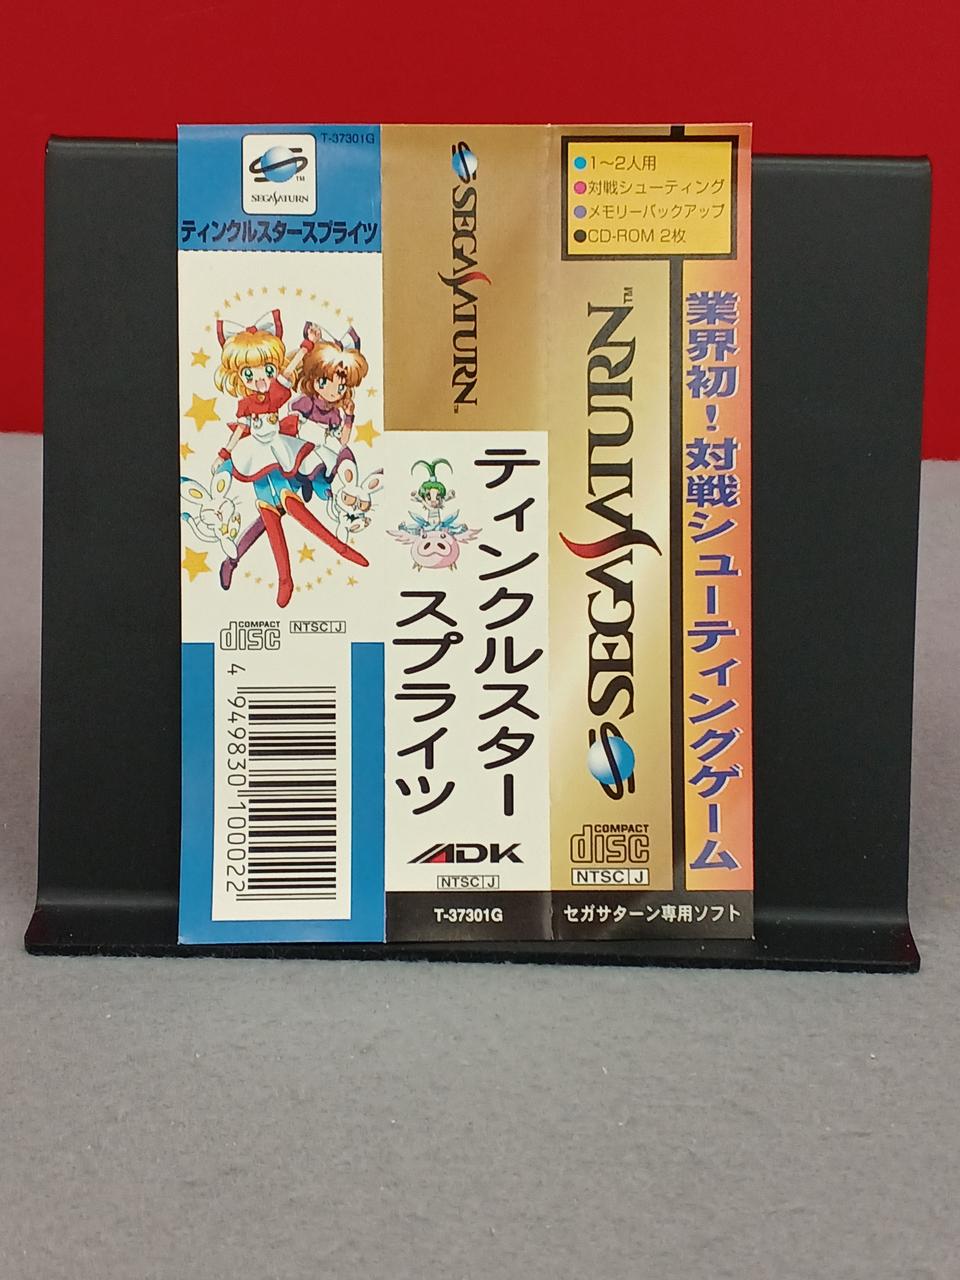 T-37301G
TM
SEGA SATURN
ティンクルスタースプライツ
COMPACT
disc
NTSC J
4 949830 100022
SEGA SATURN
TM
ティンクルスター
スプライツ
ADK
NTSC J
T-37301G
●1～2人用
●対戦シューティング
●メモリーバックアップ
●CD-ROM 2枚
SEGA SATURN
TM
COMPACT
disc
NTSC J
業界初！対戦シューティングゲーム
セガサターン専用ソフト